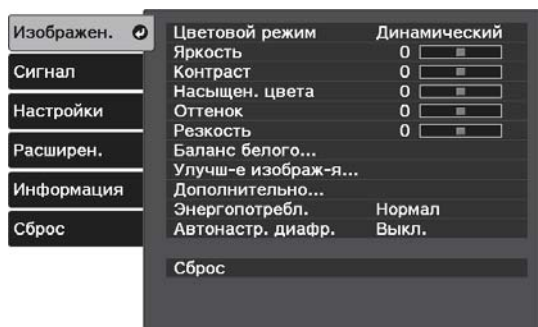 Изображен.
Сигнал
Настройки
Расширен.
Информация
Сброс
Цветовой режим Динамический
Яркость 0
Контраст 0
Насыщен. цвета 0
Оттенок 0
Резкость 0
Баланс белого...
Улучш-е изображ-я...
Дополнительно...
Энергопотребл. Нормал
Автонастр. диафр. Выкл.
Сброс